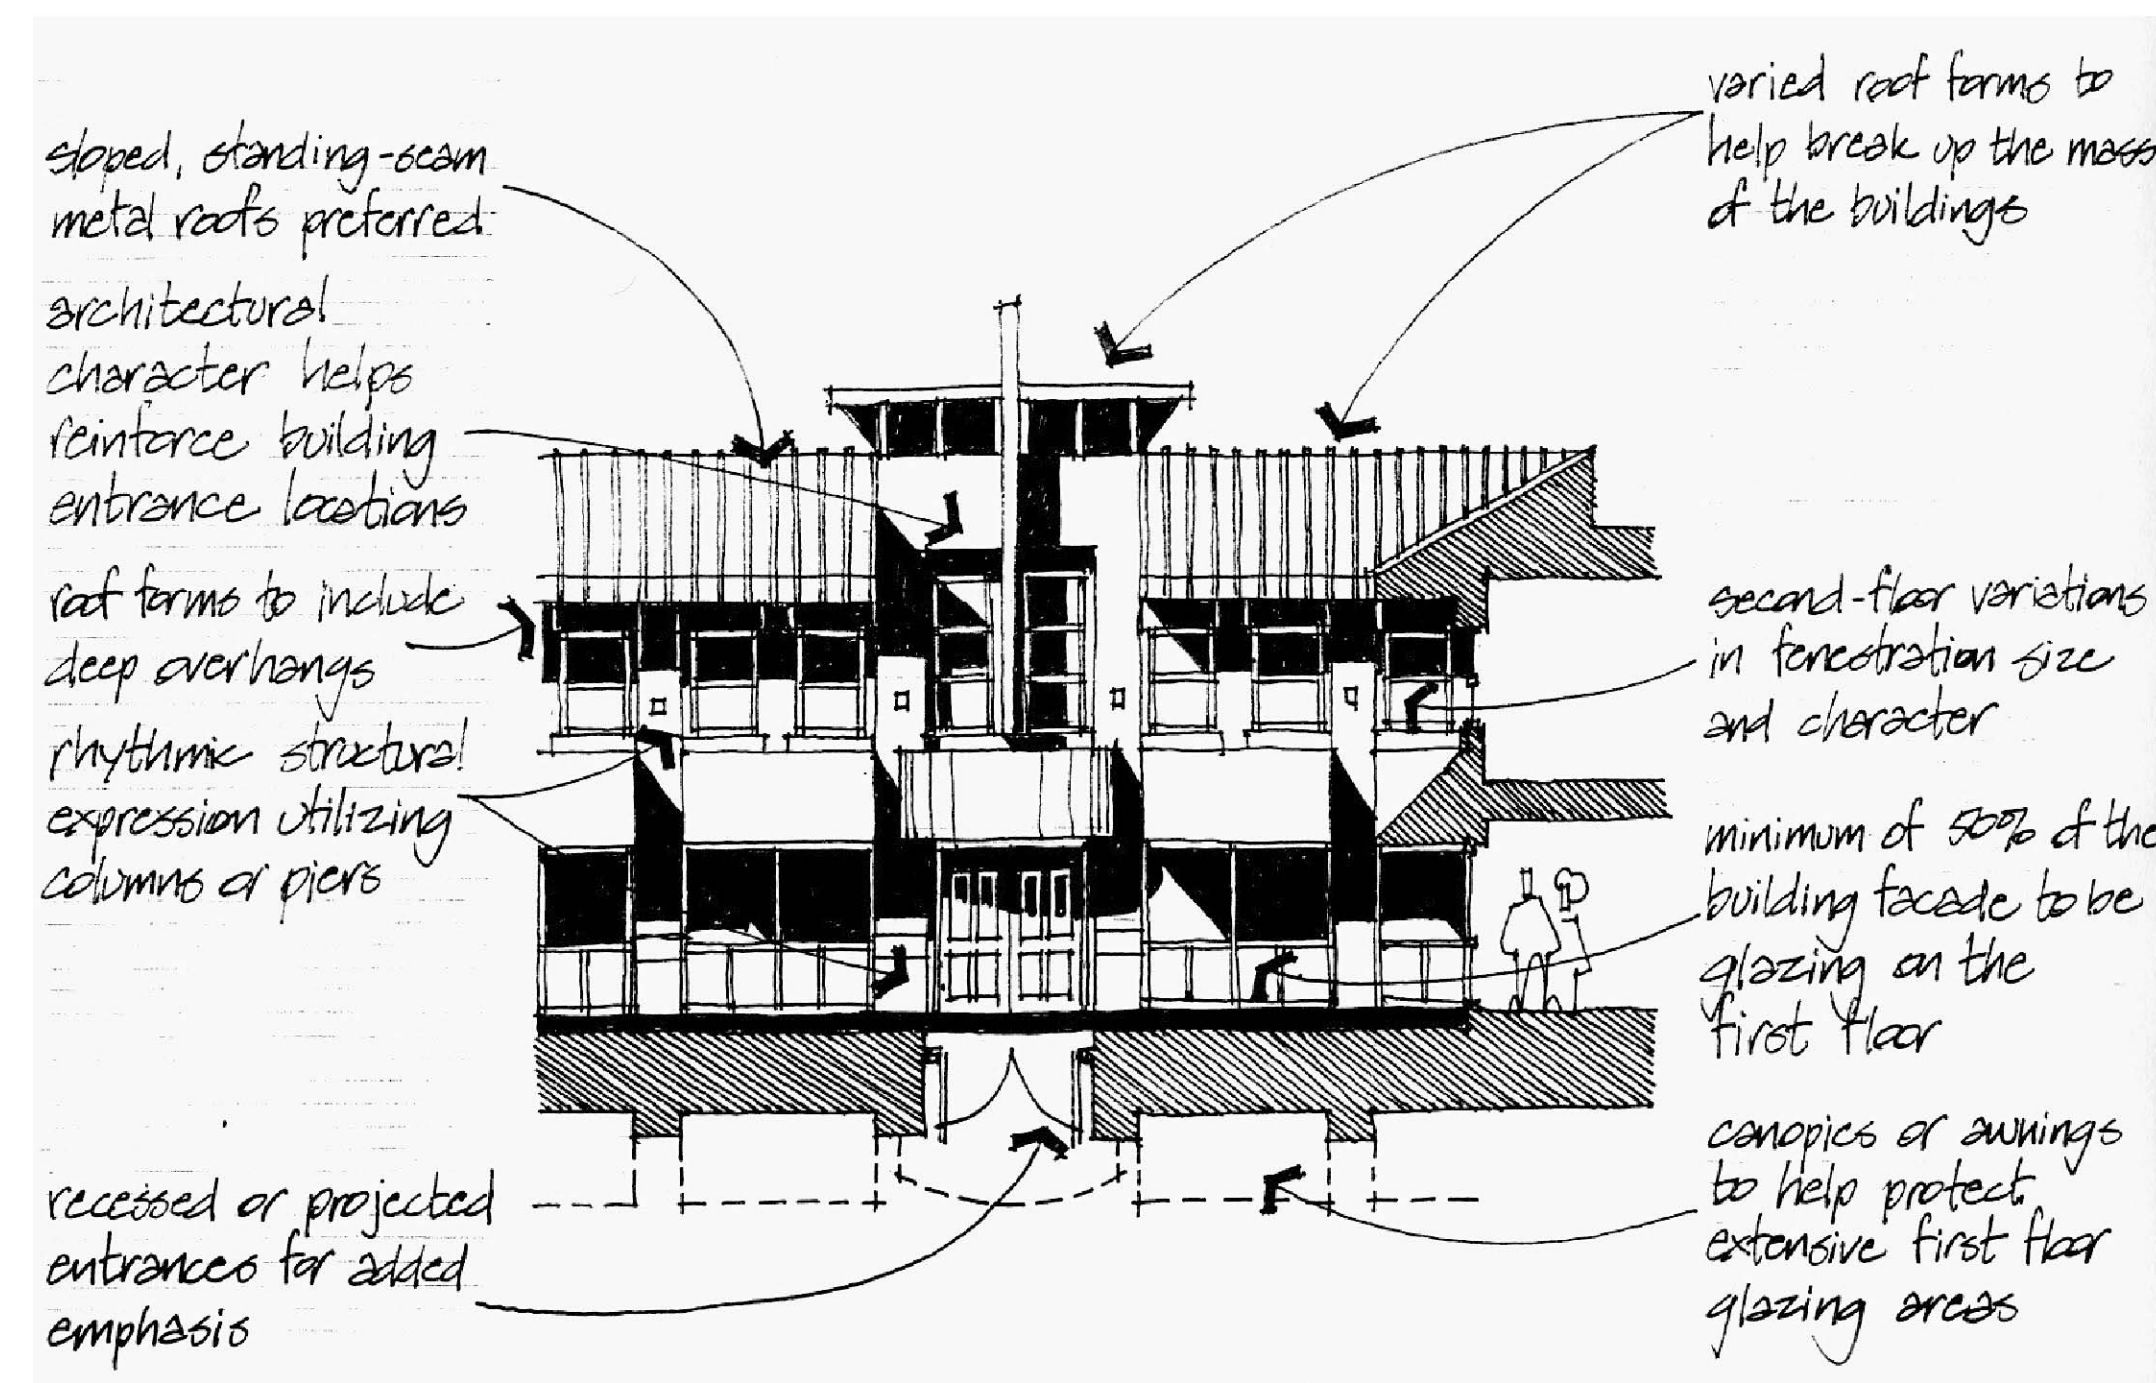 sloped, standing-seam
metal roofs preferred
architectural
character helps
reinforce building
entrance locations
roof forms to include
deep overhangs
rhythmic structural
expression utilizing
columns or piers
recessed or projected
entrances for added
emphasis
varied roof forms to
help break up the mass
of the buildings
second-floor variations
in fenestration size
and character
minimum of 50% of the
building facade to be
glazing on the
first floor
canopies or awnings
to help protect
extensive first floor
glazing areas